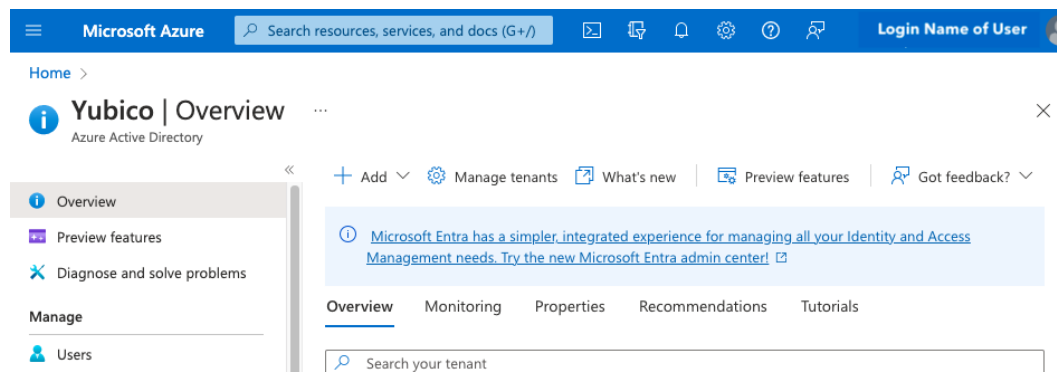 Microsoft Azure Search resources, services, and docs (G+/) Login Name of User
Home >
Yubico | Overview ...
Azure Active Directory
« Add Manage tenants What's new Preview features Got feedback?
Overview
Preview features
Diagnose and solve problems
Manage
Users
Microsoft Entra has a simpler, integrated experience for managing all your Identity and Access
Management needs. Try the new Microsoft Entra admin center!
Overview Monitoring Properties Recommendations Tutorials
Search your tenant